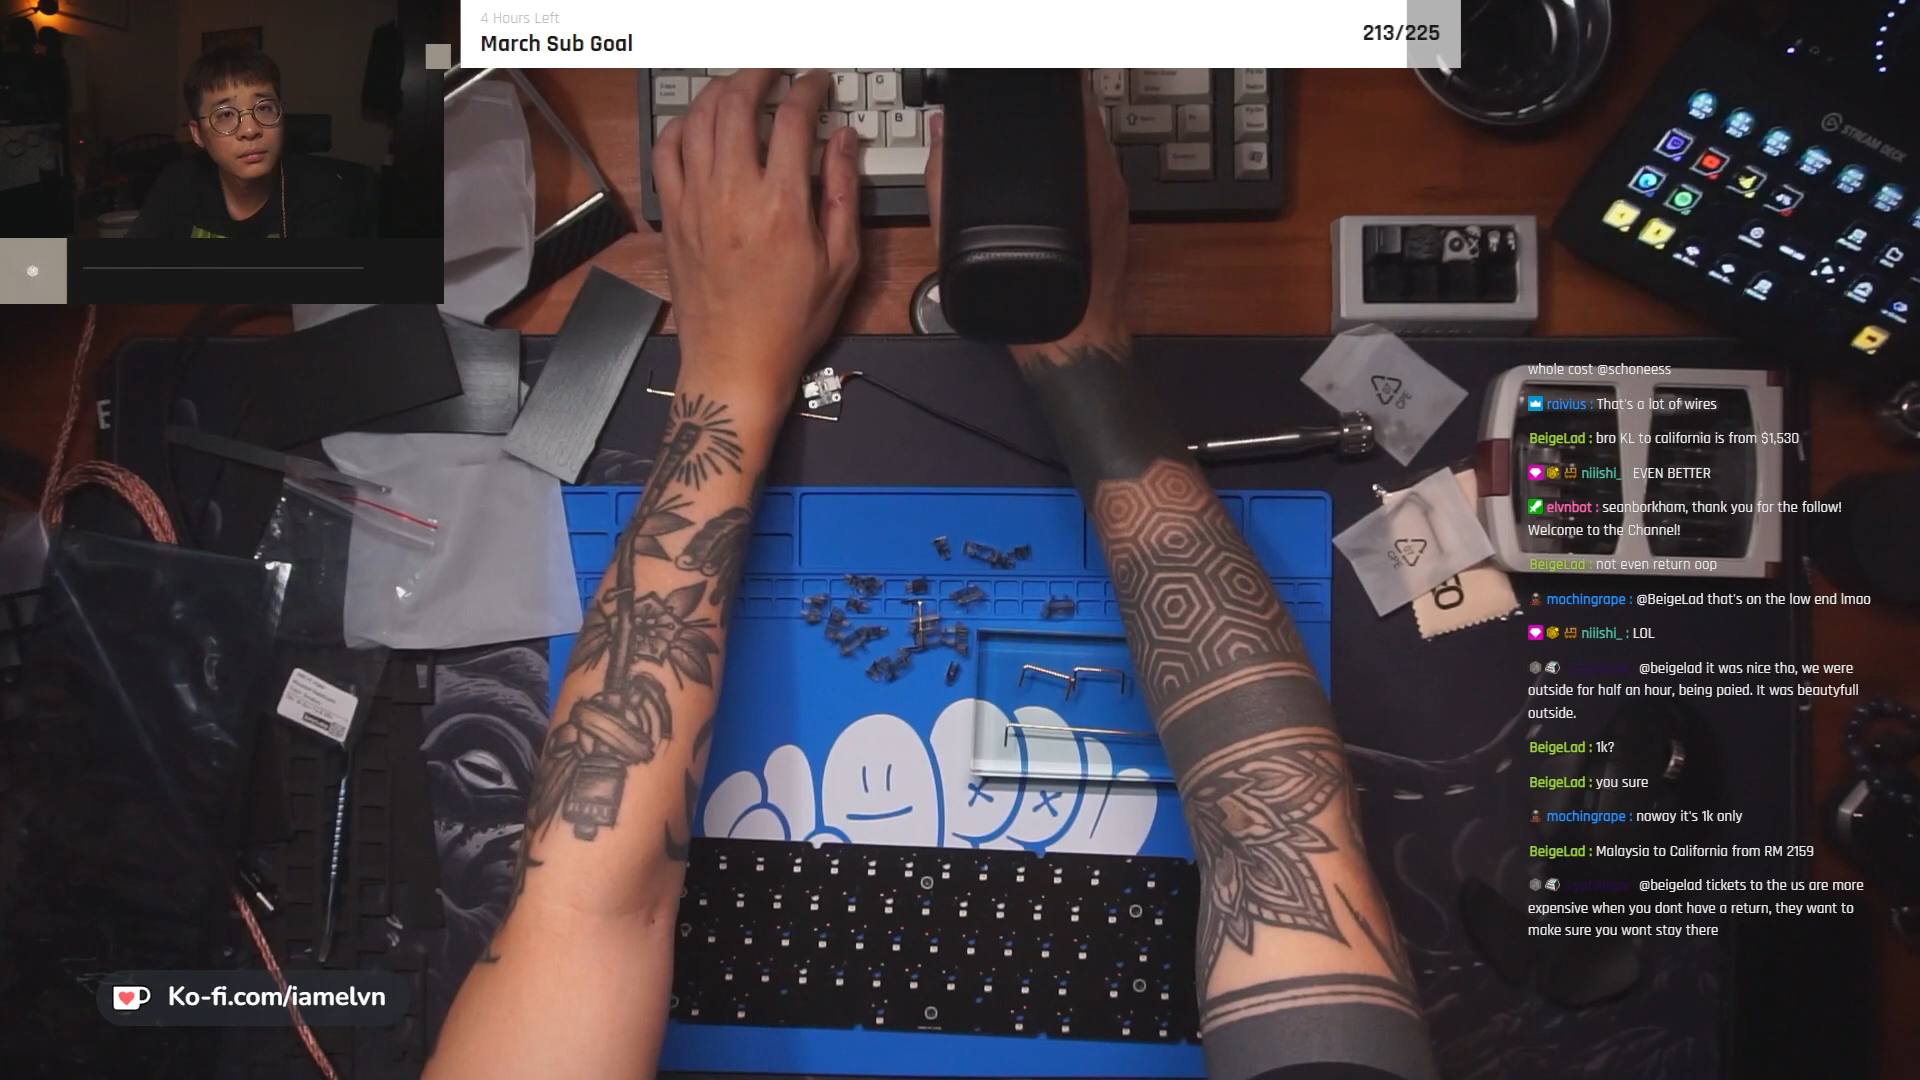 4 Hours Left
March Sub Goal
213/225
F
G
C
V
B
STREAM DECK
whole cost @schoneess
raivius : That's a lot of wires
BeigeLad : bro KL to california is from $1,530
niiishi_ EVEN BETTER
elvnbot : seanborkham, thank you for the follow!
Welcome to the Channel!
BeigeLad : not even return oop
mochingrape : @BeigeLad that's on the low end lmao
niiishi_ : LOL
@beigelad it was nice tho, we were
outside for half an hour, being paied. It was beautyfull
outside.
BeigeLad : 1k?
BeigeLad : you sure
mochingrape : noway it's 1k only
BeigeLad : Malaysia to California from RM 2159
@beigelad tickets to the us are more
expensive when you dont have a return, they want to
make sure you wont stay there
Ko-fi.com/iamelvn